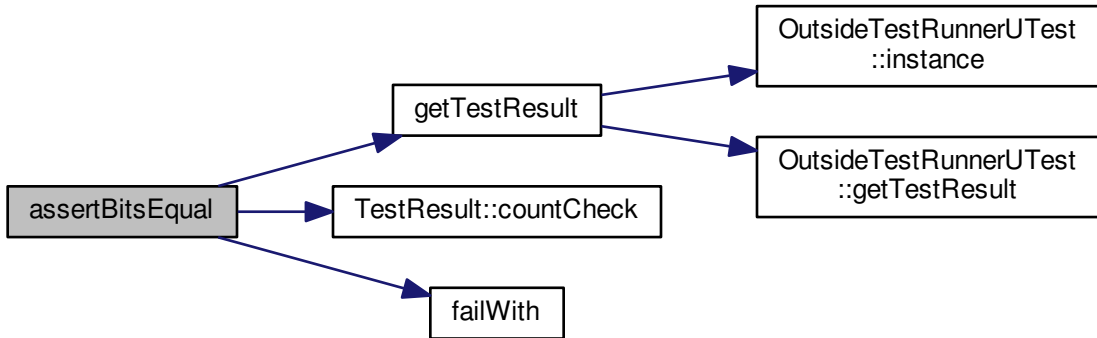 OutsideTestRunnerUTest
::instance
getTestResult
OutsideTestRunnerUTest
::getTestResult
assertBitsEqual
TestResult::countCheck
failWith